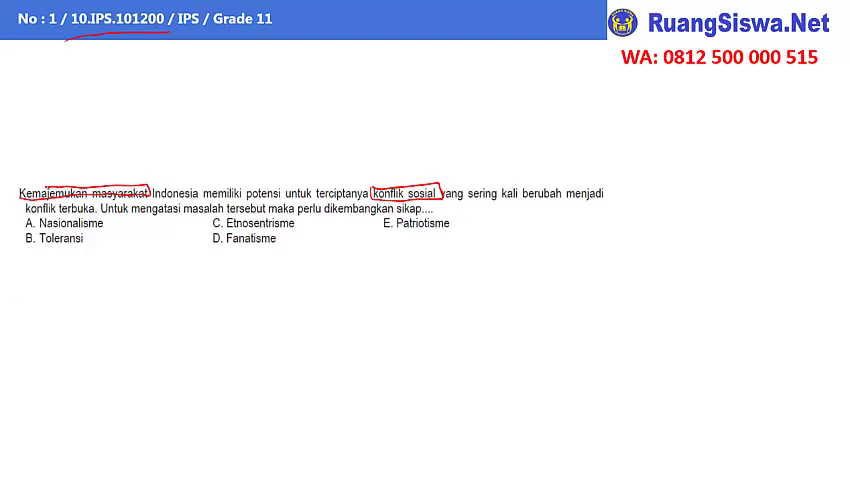 No : 1 / 10.IPS.101200 / IPS / Grade 11
RuangSiswa.Net
WA: 0812 500 000 515
Kemajemukan masyarakat Indonesia memiliki potensi untuk terciptanya konflik sosial yang sering kali berubah menjadi
konflik terbuka. Untuk mengatasi masalah tersebut maka perlu dikembangkan sikap....
A. Nasionalisme C. Etnosentrisme E. Patriotisme
B. Toleransi D. Fanatisme